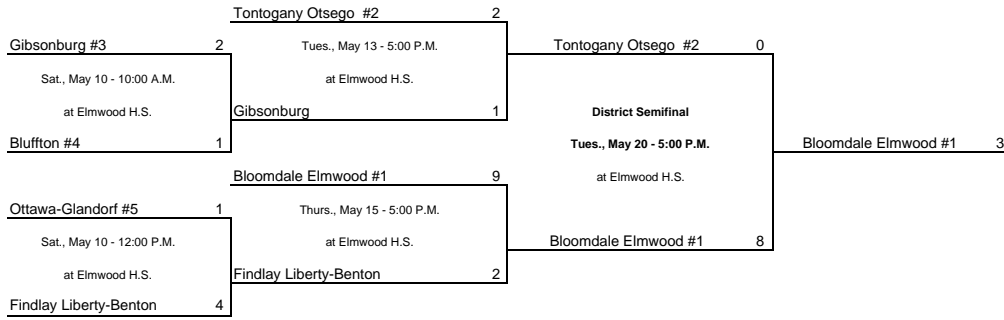 Tontogany Otsego #2 2
Gibsonburg #3 2
Tues., May 13 - 5:00 P.M.
Tontogany Otsego #2 0
Sat., May 10 - 10:00 A.M.
at Elmwood H.S.
at Elmwood H.S.
Gibsonburg 1
District Semifinal
Bluffton #4 1
Tues., May 20 - 5:00 P.M.
Bloomdale Elmwood #1 3
Bloomdale Elmwood #1 9
at Elmwood H.S.
Ottawa-Glandorf #5 1
Thurs., May 15 - 5:00 P.M.
Sat., May 10 - 12:00 P.M.
at Elmwood H.S.
Bloomdale Elmwood #1 8
at Elmwood H.S.
Findlay Liberty-Benton 2
Findlay Liberty-Benton 4